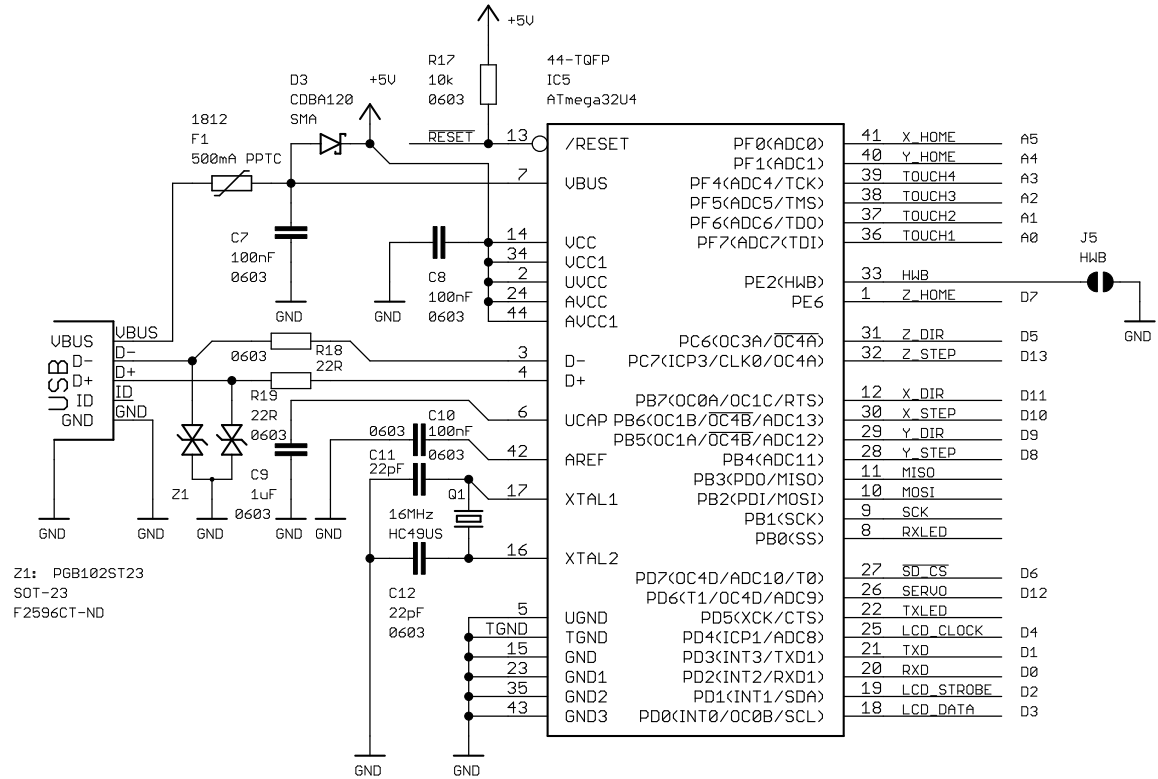 +5V
R17
10k
0603
44-TQFP
IC5
ATmega32U4
D3
CDBA120
SMA
+5V
1812
F1
500mA PPTC
RESET
13
7
14
34
2
24
44
3
4
6
42
17
16
5
15
23
35
43
/RESET
VBUS
VCC
VCC1
UVCC
AVCC
AVCC1
D-
D+
UCAP
AREF
XTAL1
XTAL2
UGND
TGND
GND
GND1
GND2
GND3
TGND
C7
100nF
0603
GND
C8
100nF
0603
GND
USB
VBUS
D-
D+
ID
GND
VBUS
D-
D+
ID
GND
0603
R18
22R
R19
22R
0603
C9
1uF
0603
C10
100nF
0603
0603
C11
22pF
Q1
16MHz
HC49US
C12
22pF
0603
Z1
GND
GND
GND
GND
GND
Z1: PGB102ST23
SOT-23
F2596CT-ND
GND
GND
PF0(ADC0) 41 X_HOME A5
PF1(ADC1) 40 Y_HOME A4
PF4(ADC4/TCK) 39 TOUCH4 A3
PF5(ADC5/TMS) 38 TOUCH3 A2
PF6(ADC6/TDO) 37 TOUCH2 A1
PF7(ADC7(TDI) 36 TOUCH1 A0
J5
HWB
PE2(HWB) 33 HWB
PE6 1 Z_HOME D7
GND
PC6(OC3A/OC4A) 31 Z_DIR D5
PC7(ICP3/CLK0/OC4A) 32 Z_STEP D13
PB7(OC0A/OC1C/RTS) 12 X_DIR D11
PB6(OC1B/OC4B/ADC13) 30 X_STEP D10
PB5(OC1A/OC4B/ADC12) 29 Y_DIR D9
PB4(ADC11) 28 Y_STEP D8
PB3(PDO/MISO) 11 MISO
PB2(PDI/MOSI) 10 MOSI
PB1(SCK) 9 SCK
PB0(SS) 8 RXLED
PD7(OC4D/ADC10/T0) 27 SD_CS D6
PD6(T1/OC4D/ADC9) 26 SERVO D12
PD5(XCK/CTS) 22 TXLED
PD4(ICP1/ADC8) 25 LCD_CLOCK D4
PD3(INT3/TXD1) 21 TXD D1
PD2(INT2/RXD1) 20 RXD D0
PD1(INT1/SDA) 19 LCD_STROBE D2
PD0(INT0/OC0B/SCL) 18 LCD_DATA D3